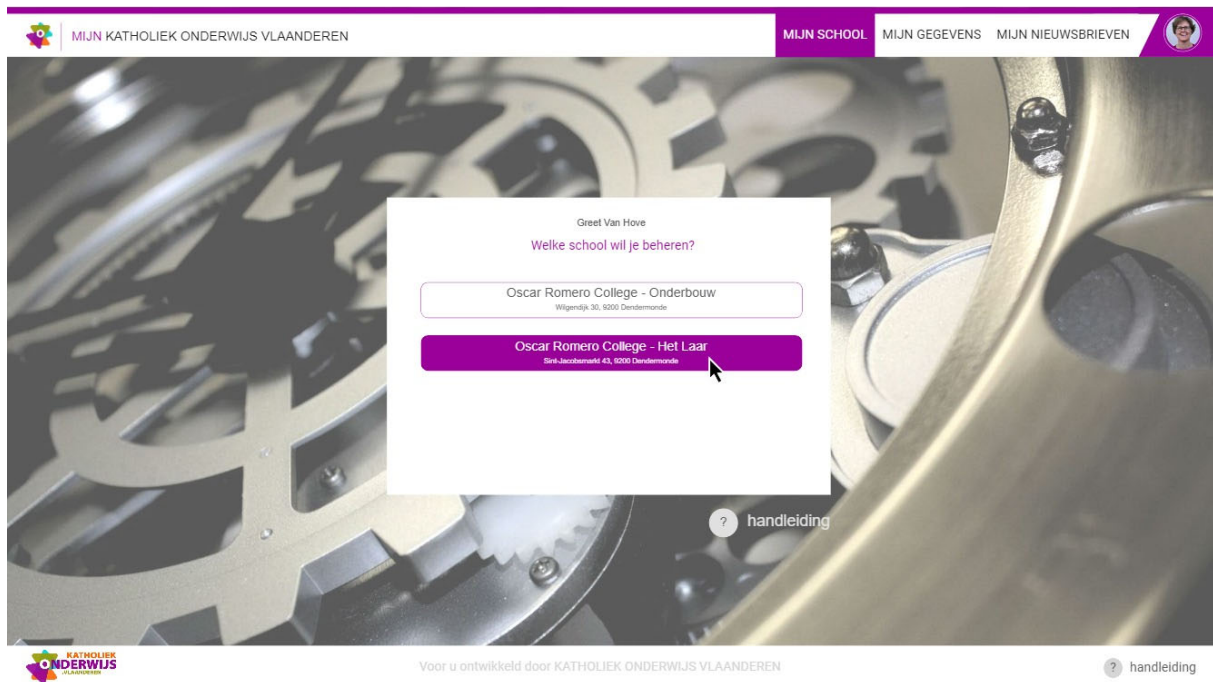 MIJN KATHOLIEK ONDERWIJS VLAANDEREN
MIJN SCHOOL
MIJN GEGEVENS
MIJN NIEUWSBRIEVEN
Greet Van Hove
Welke school wil je beheren?
Oscar Romero College - Onderbouw
Wilgendijk 30, 9200 Dendermonde
Oscar Romero College - Het Laar
Sint-Jacobsmarkt 43, 9200 Dendermonde
? handleiding
KATHOLIEK
ONDERWIJS
VLAANDEREN
Voor u ontwikkeld door KATHOLIEK ONDERWIJS VLAANDEREN
? handleiding